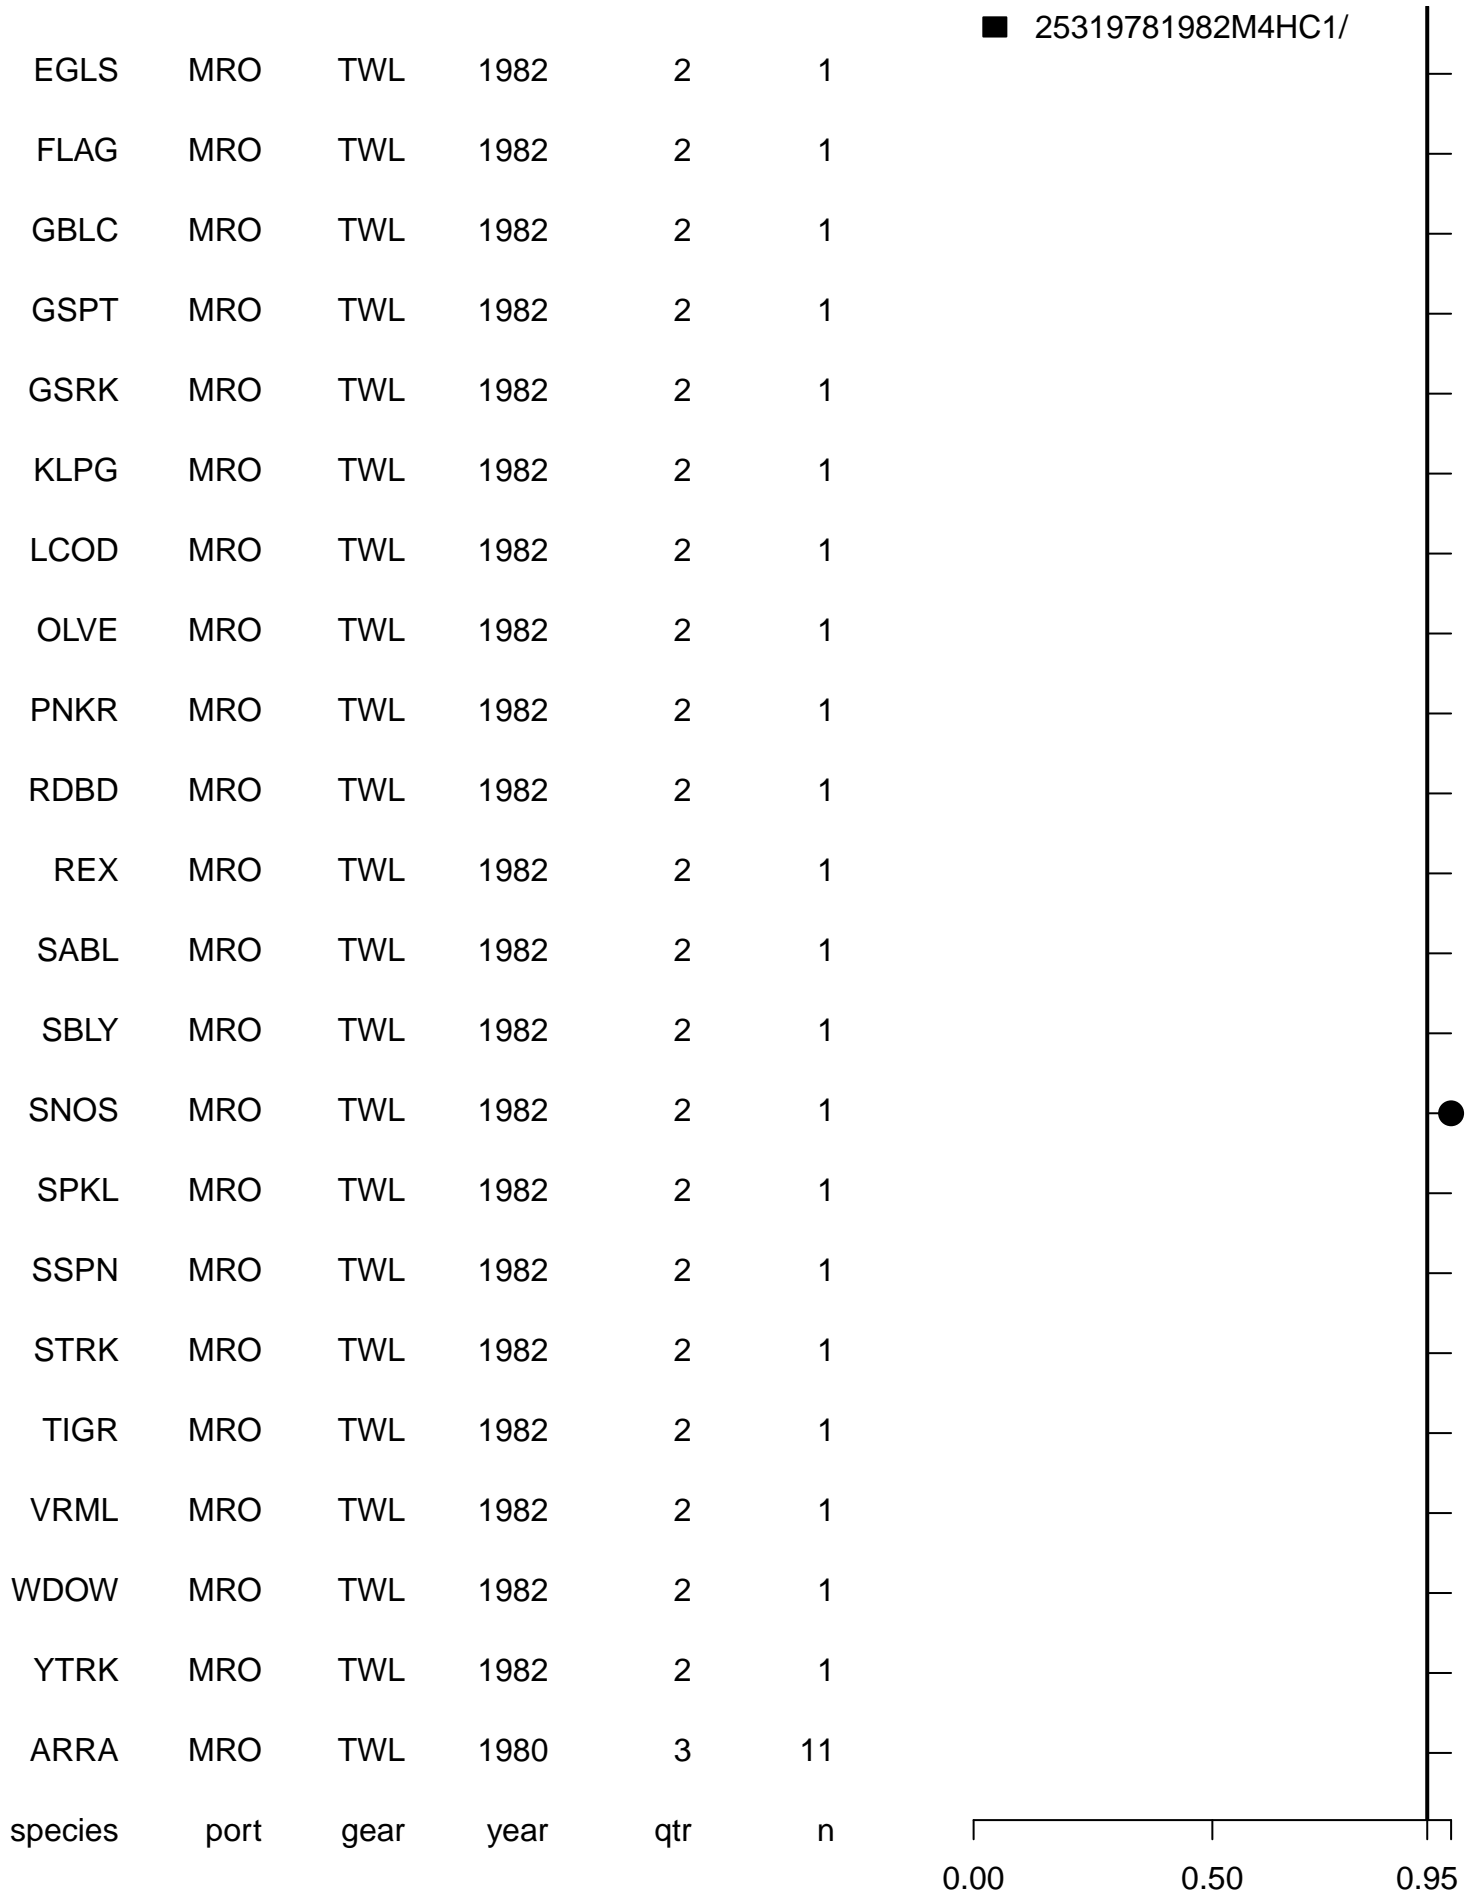 25319781982M4HC1/
EGLS MRO TWL 1982 2 1
FLAG MRO TWL 1982 2 1
GBLC MRO TWL 1982 2 1
GSPT MRO TWL 1982 2 1
GSRK MRO TWL 1982 2 1
KLPG MRO TWL 1982 2 1
LCOD MRO TWL 1982 2 1
OLVE MRO TWL 1982 2 1
PNKR MRO TWL 1982 2 1
RDBD MRO TWL 1982 2 1
REX MRO TWL 1982 2 1
SABL MRO TWL 1982 2 1
SBLY MRO TWL 1982 2 1
SNOS MRO TWL 1982 2 1
SPKL MRO TWL 1982 2 1
SSPN MRO TWL 1982 2 1
STRK MRO TWL 1982 2 1
TIGR MRO TWL 1982 2 1
VRML MRO TWL 1982 2 1
WDOW MRO TWL 1982 2 1
YTRK MRO TWL 1982 2 1
ARRA MRO TWL 1980 3 11
species port gear year qtr n
0.00 0.50 0.95